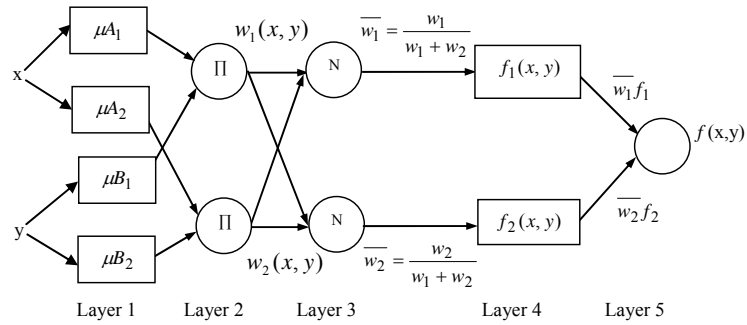 x
y
μA₁
μA₂
μB₁
μB₂
Π
Π
w₁(x, y)
w₂(x, y)
N
N
w̅₁ = w₁ / (w₁ + w₂)
w̅₂ = w₂ / (w₁ + w₂)
f₁(x, y)
f₂(x, y)
w̅₁f₁
w̅₂f₂
f(x,y)
Layer 1 Layer 2 Layer 3 Layer 4 Layer 5